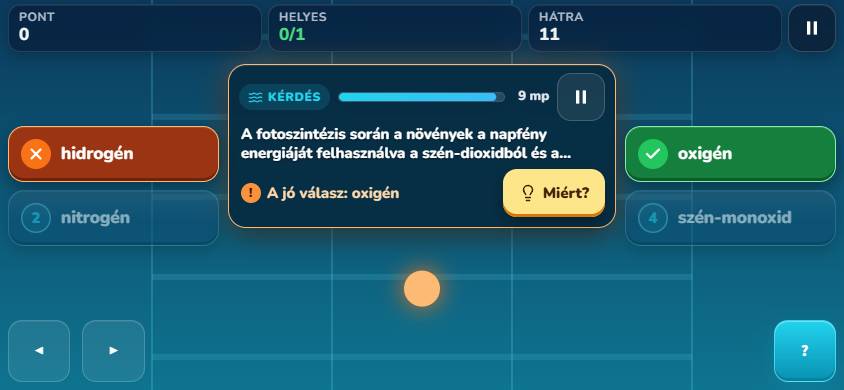 PONT
0
HELYES
0/1
HÁTRA
11
KÉRDÉS
9 mp
A fotoszintézis során a növények a napfény
energiáját felhasználva a szén-dioxidból és a...
! A jó válasz: oxigén
Miért?
hidrogén
2 nitrogén
oxigén
4 szén-monoxid
?